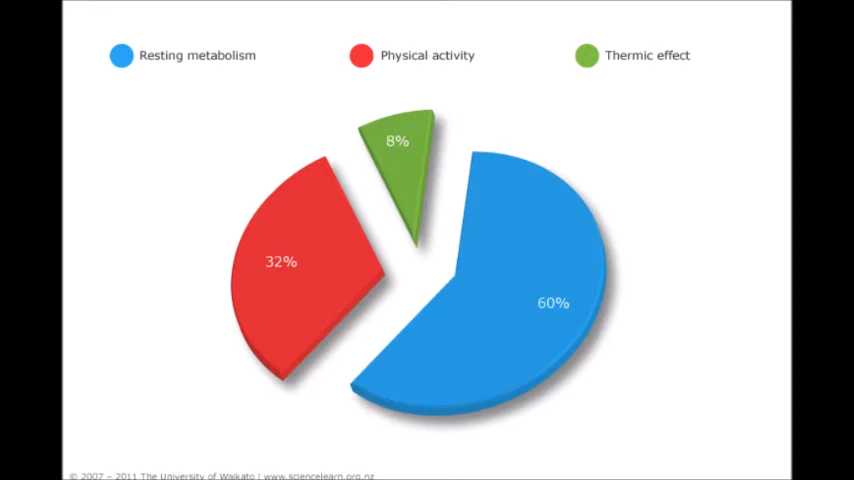 Resting metabolism
Physical activity
Thermic effect
8%
32%
60%
© 2007 – 2011 The University of Waikato | www.sciencelearn.org.nz